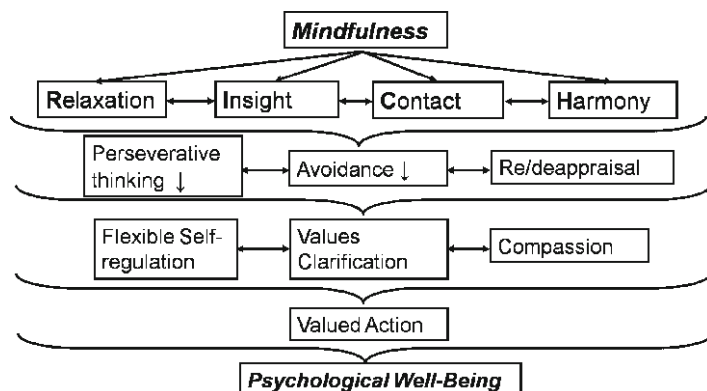 Mindfulness
Relaxation
Insight
Contact
Harmony
Perseverative
thinking ↓
Avoidance ↓
Re/deappraisal
Flexible Self-
regulation
Values
Clarification
Compassion
Valued Action
Psychological Well-Being